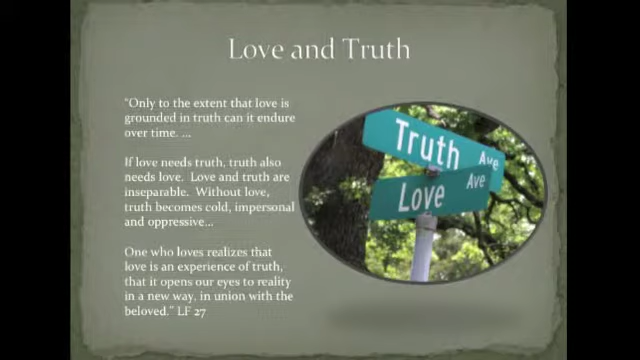 Love and Truth
"Only to the extent that love is
grounded in truth can it endure
over time. ...
If love needs truth, truth also
needs love. Love and truth are
inseparable. Without love,
truth becomes cold, impersonal
and oppressive...
One who loves realizes that
love is an experience of truth,
that it opens our eyes to reality
in a new way, in union with the
beloved." LF 27
Truth Ave
Love Ave